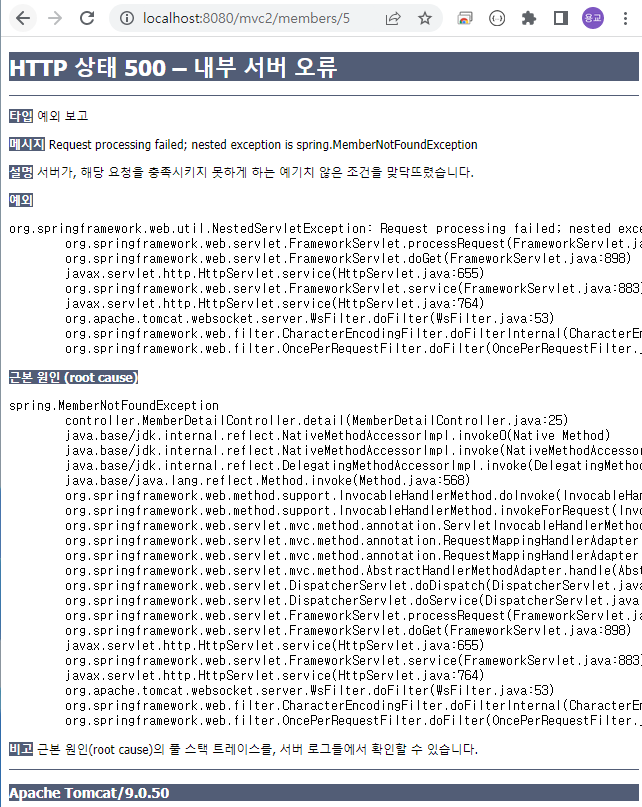 localhost:8080/mvc2/members/5
용교
HTTP 상태 500 – 내부 서버 오류
타입 예외 보고
메시지 Request processing failed; nested exception is spring.MemberNotFoundException
설명 서버가, 해당 요청을 충족시키지 못하게 하는 예기치 않은 조건을 맞닥뜨렸습니다.
예외
org.springframework.web.util.NestedServletException: Request processing failed; nested exce
org.springframework.web.servlet.FrameworkServlet.processRequest(FrameworkServlet.ja
org.springframework.web.servlet.FrameworkServlet.doGet(FrameworkServlet.java:898)
javax.servlet.http.HttpServlet.service(HttpServlet.java:655)
org.springframework.web.servlet.FrameworkServlet.service(FrameworkServlet.java:883)
javax.servlet.http.HttpServlet.service(HttpServlet.java:764)
org.apache.tomcat.websocket.server.WsFilter.doFilter(WsFilter.java:53)
org.springframework.web.filter.CharacterEncodingFilter.doFilterInternal(CharacterEn
org.springframework.web.filter.OncePerRequestFilter.doFilter(OncePerRequestFilter.j
근본 원인 (root cause)
spring.MemberNotFoundException
controller.MemberDetailController.detail(MemberDetailController.java:25)
java.base/jdk.internal.reflect.NativeMethodAccessorImpl.invoke0(Native Method)
java.base/jdk.internal.reflect.NativeMethodAccessorImpl.invoke(NativeMethodAccessor
java.base/jdk.internal.reflect.DelegatingMethodAccessorImpl.invoke(DelegatingMethod
java.base/java.lang.reflect.Method.invoke(Method.java:568)
org.springframework.web.method.support.InvocableHandlerMethod.doInvoke(InvocableHan
org.springframework.web.method.support.InvocableHandlerMethod.invokeForRequest(Invo
org.springframework.web.servlet.mvc.method.annotation.ServletInvocableHandlerMethod
org.springframework.web.servlet.mvc.method.annotation.RequestMappingHandlerAdapter.
org.springframework.web.servlet.mvc.method.annotation.RequestMappingHandlerAdapter.
org.springframework.web.servlet.mvc.method.AbstractHandlerMethodAdapter.handle(Abst
org.springframework.web.servlet.DispatcherServlet.doDispatch(DispatcherServlet.java
org.springframework.web.servlet.DispatcherServlet.doService(DispatcherServlet.java
org.springframework.web.servlet.FrameworkServlet.processRequest(FrameworkServlet.ja
org.springframework.web.servlet.FrameworkServlet.doGet(FrameworkServlet.java:898)
javax.servlet.http.HttpServlet.service(HttpServlet.java:655)
org.springframework.web.servlet.FrameworkServlet.service(FrameworkServlet.java:883)
javax.servlet.http.HttpServlet.service(HttpServlet.java:764)
org.apache.tomcat.websocket.server.WsFilter.doFilter(WsFilter.java:53)
org.springframework.web.filter.CharacterEncodingFilter.doFilterInternal(CharacterEn
org.springframework.web.filter.OncePerRequestFilter.doFilter(OncePerRequestFilter.j
비고 근본 원인(root cause)의 풀 스택 트레이스를, 서버 로그들에서 확인할 수 있습니다.
Apache Tomcat/9.0.50